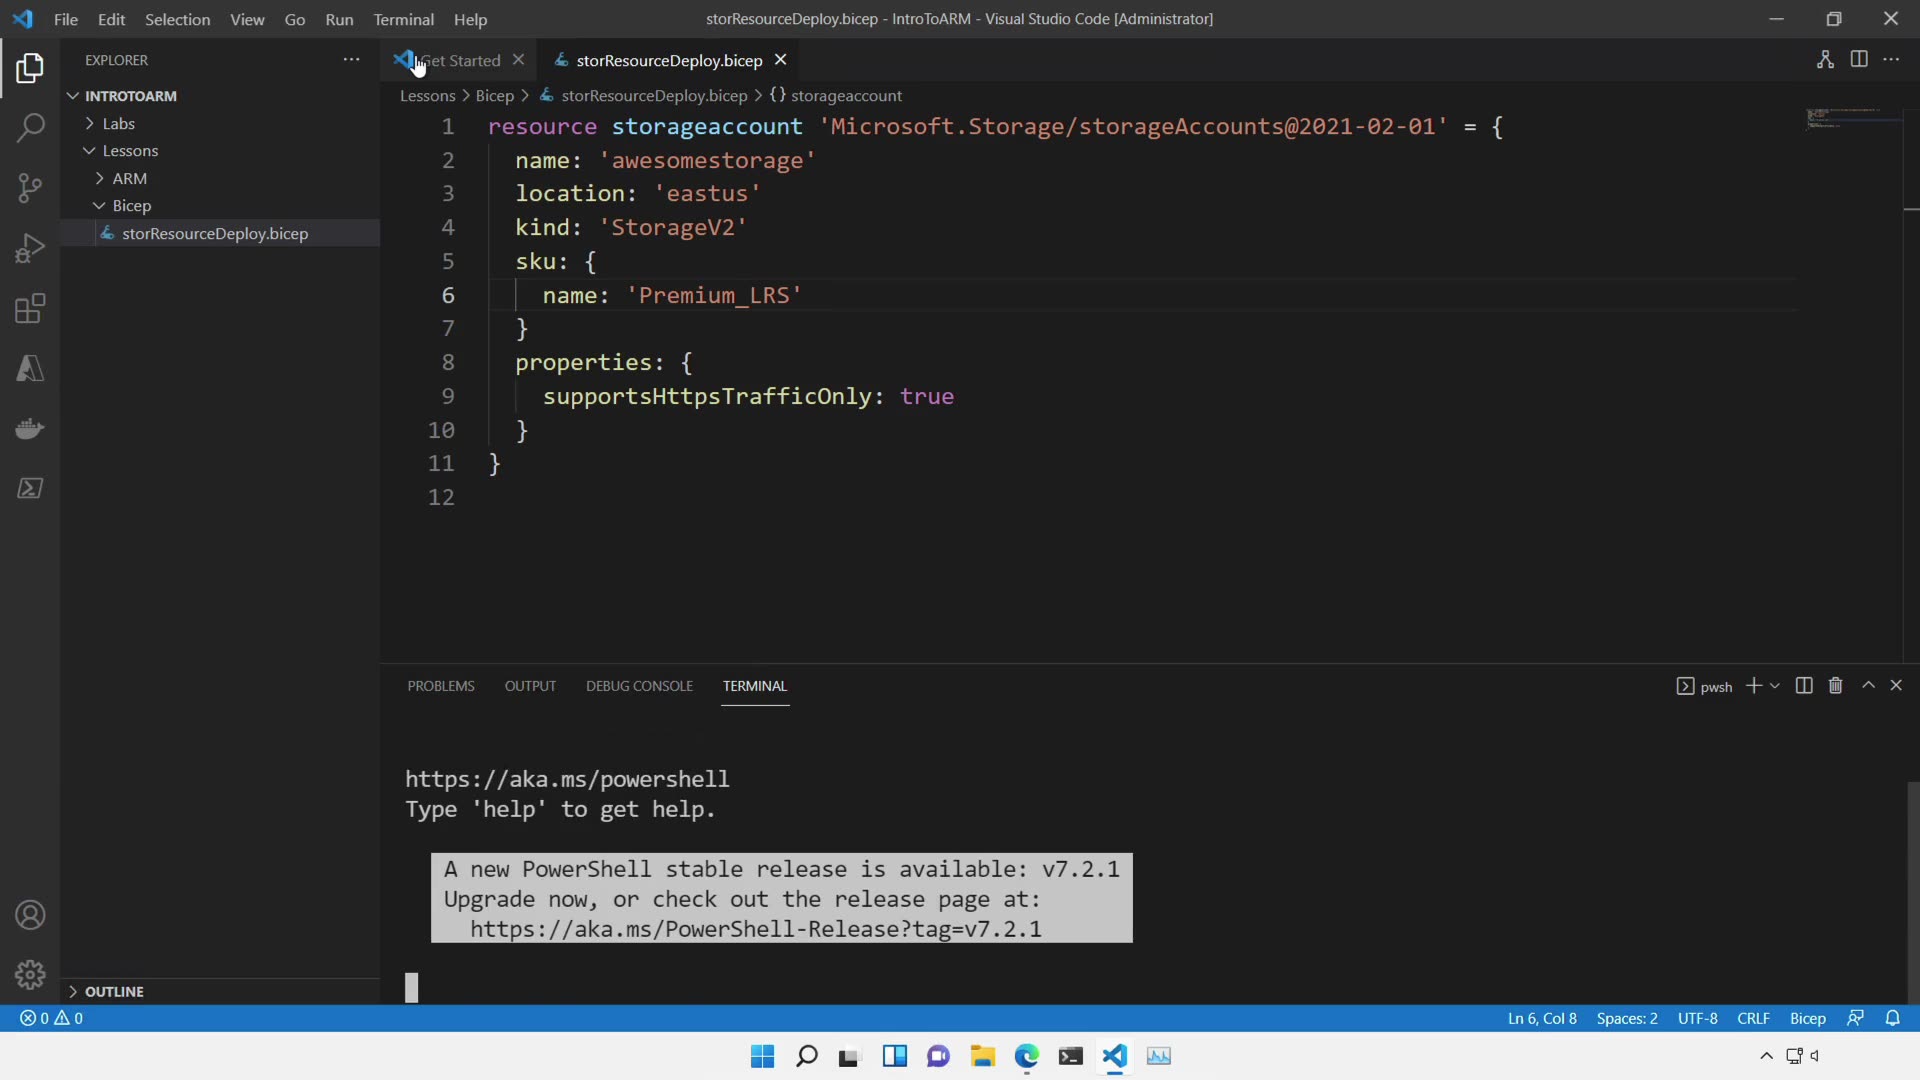 File Edit Selection View Go Run Terminal Help
storResourceDeploy.bicep - IntroToARM - Visual Studio Code [Administrator]
EXPLORER
INTROTOARM
Labs
Lessons
ARM
Bicep
storResourceDeploy.bicep
OUTLINE
Get Started
storResourceDeploy.bicep
Lessons > Bicep > storResourceDeploy.bicep > {} storageaccount
1 resource storageaccount 'Microsoft.Storage/storageAccounts@2021-02-01' = {
2 name: 'awesomestorage'
3 location: 'eastus'
4 kind: 'StorageV2'
5 sku: {
6 name: 'Premium_LRS'
7 }
8 properties: {
9 supportsHttpsTrafficOnly: true
10 }
11 }
12
PROBLEMS OUTPUT DEBUG CONSOLE TERMINAL
pwsh
https://aka.ms/powershell
Type 'help' to get help.
A new PowerShell stable release is available: v7.2.1
Upgrade now, or check out the release page at:
https://aka.ms/PowerShell-Release?tag=v7.2.1
0 0
Ln 6, Col 8 Spaces: 2 UTF-8 CRLF Bicep